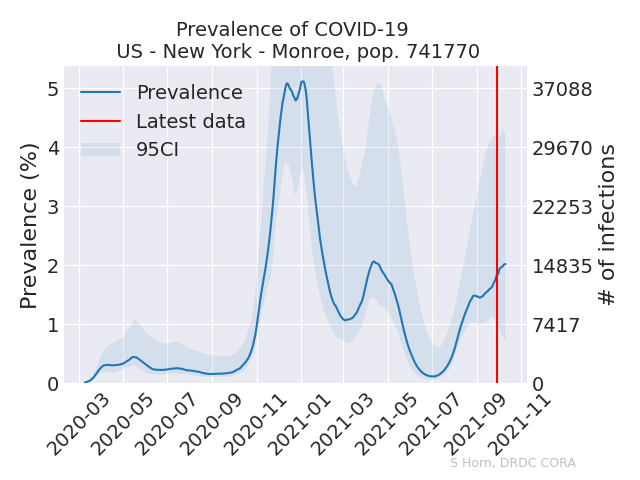 Prevalence of COVID-19
US - New York - Monroe, pop. 741770
Prevalence
Latest data
95CI
Prevalence (%)
5
4
3
2
1
0
37088
29670
22253
14835
7417
0
# of infections
2020-03
2020-05
2020-07
2020-09
2020-11
2021-01
2021-03
2021-05
2021-07
2021-09
2021-11
S Horn, DRDC CORA